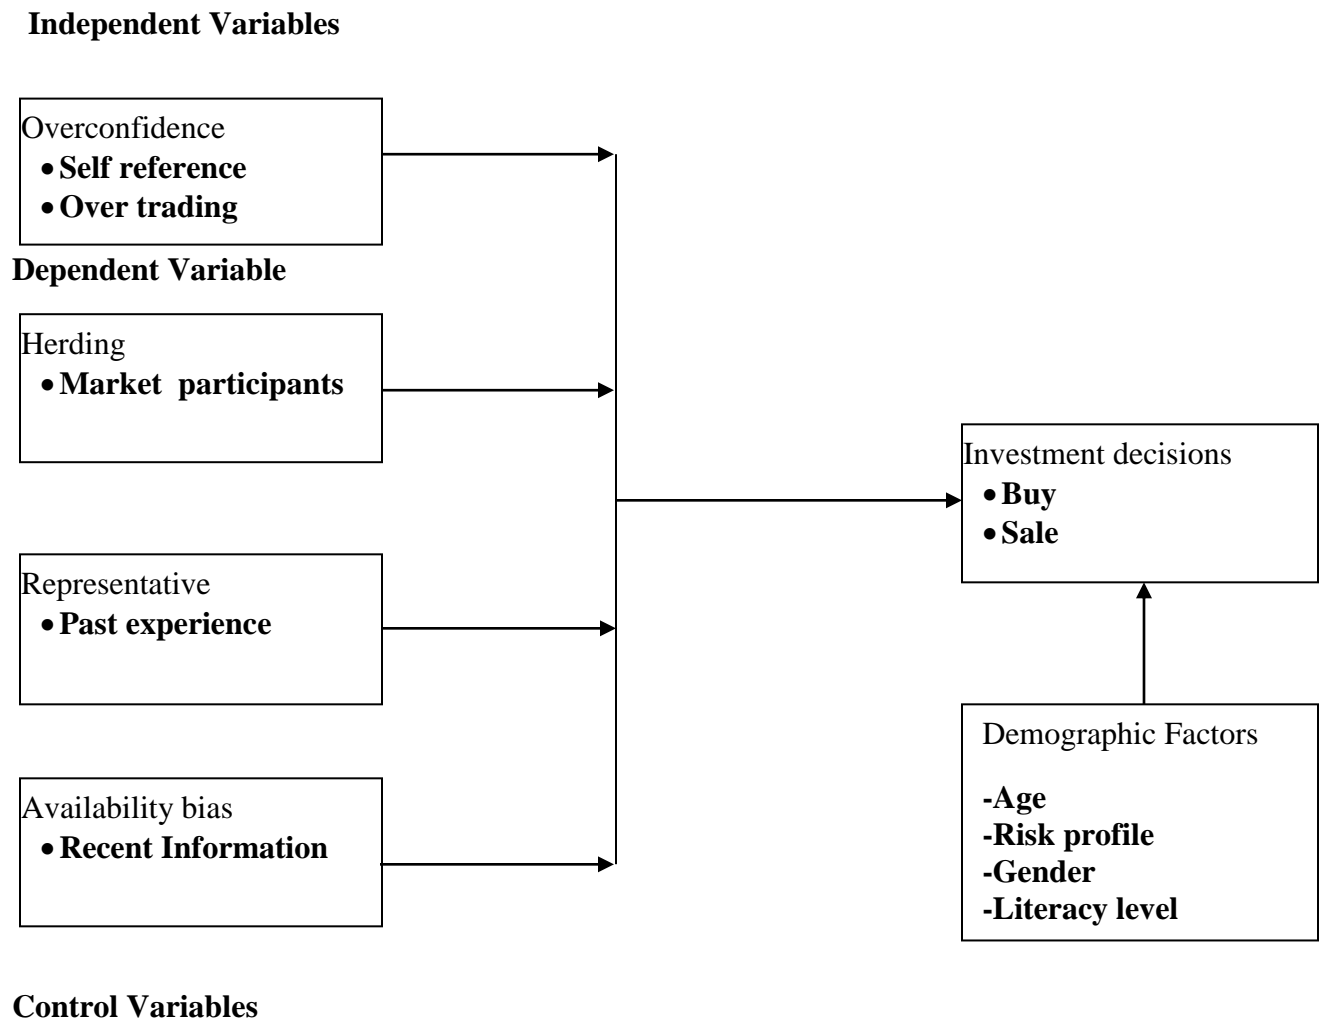 Independent Variables
Overconfidence
• Self reference
• Over trading
Dependent Variable
Herding
• Market  participants
Investment decisions
• Buy
• Sale
Representative
• Past experience
Demographic Factors
-Age
-Risk profile
-Gender
-Literacy level
Availability bias
• Recent Information
Control Variables